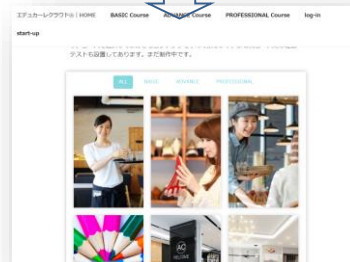 エデュカーレクラウド® | HOME BASIC Course ADVANCE Course PROFESSIONAL Course log-in
start-up
テストも設置してあります。まだ制作中です。
ALL BASIC ADVANCE PROFESSIONAL